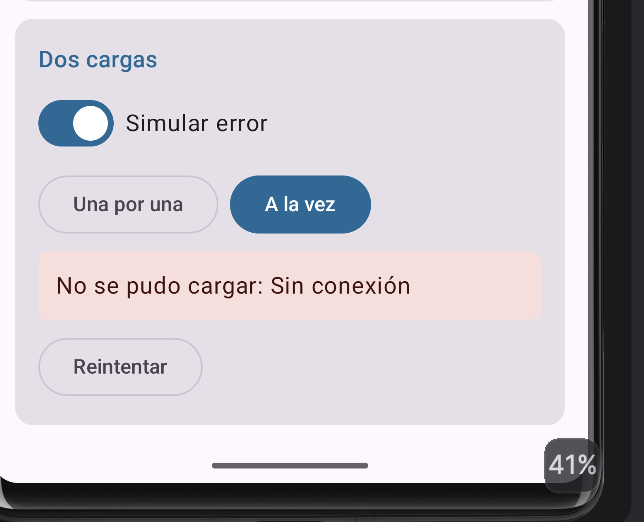 Dos cargas
Simular error
Una por una
A la vez
No se pudo cargar: Sin conexión
Reintentar
41%